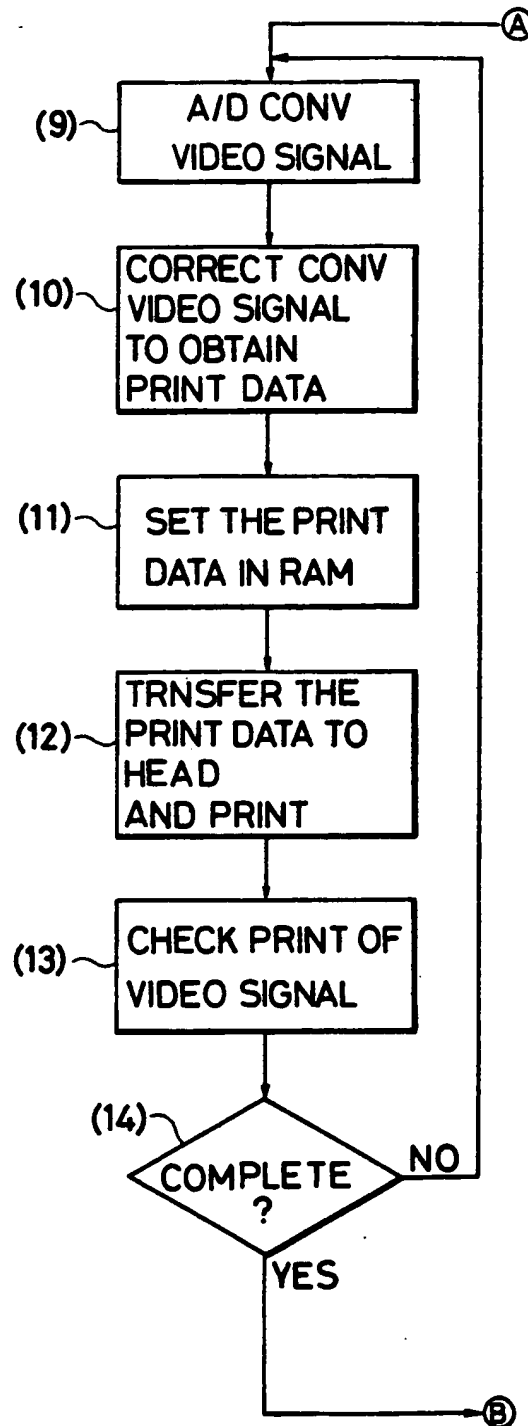 A
(9)
A/D CONV
VIDEO SIGNAL
(10)
CORRECT CONV
VIDEO SIGNAL
TO OBTAIN
PRINT DATA
(11)
SET THE PRINT
DATA IN RAM
(12)
TRNSFER THE
PRINT DATA TO
HEAD
AND PRINT
(13)
CHECK PRINT OF
VIDEO SIGNAL
(14)
COMPLETE
?
NO
YES
B